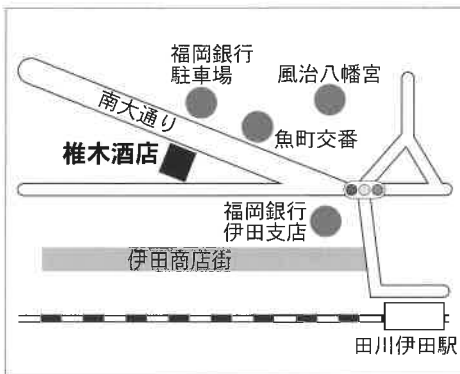 福岡銀行
駐車場
風治八幡宮
南大通り
魚町交番
椎木酒店
福岡銀行
伊田支店
伊田商店街
田川伊田駅